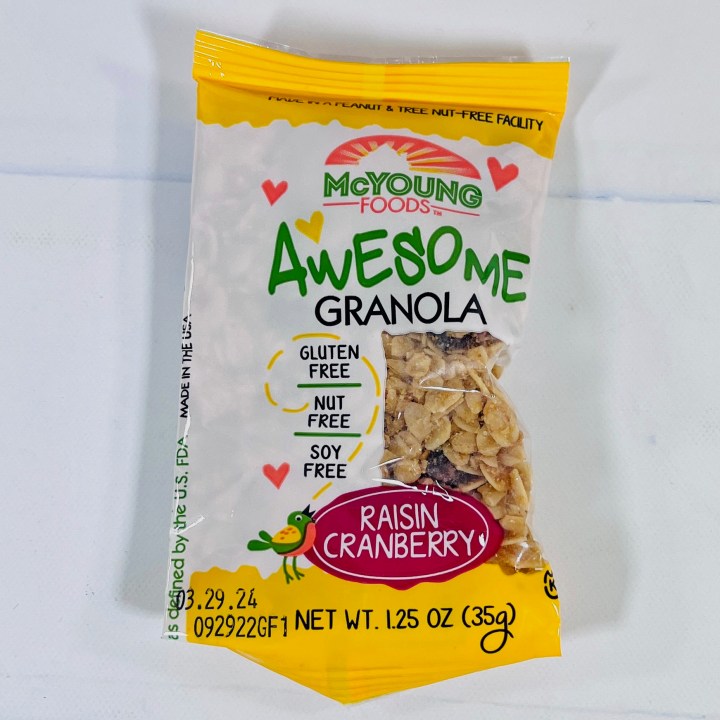 MADE IN A PEANUT & TREE NUT-FREE FACILITY
McYOUNG
FOODS™
AWESOME
GRANOLA
GLUTEN
FREE
NUT
FREE
SOY
FREE
RAISIN
CRANBERRY
03.29.24
092922GF1
NET WT. 1.25 OZ (35g)
as defined by the U.S. FDA. MADE IN THE USA